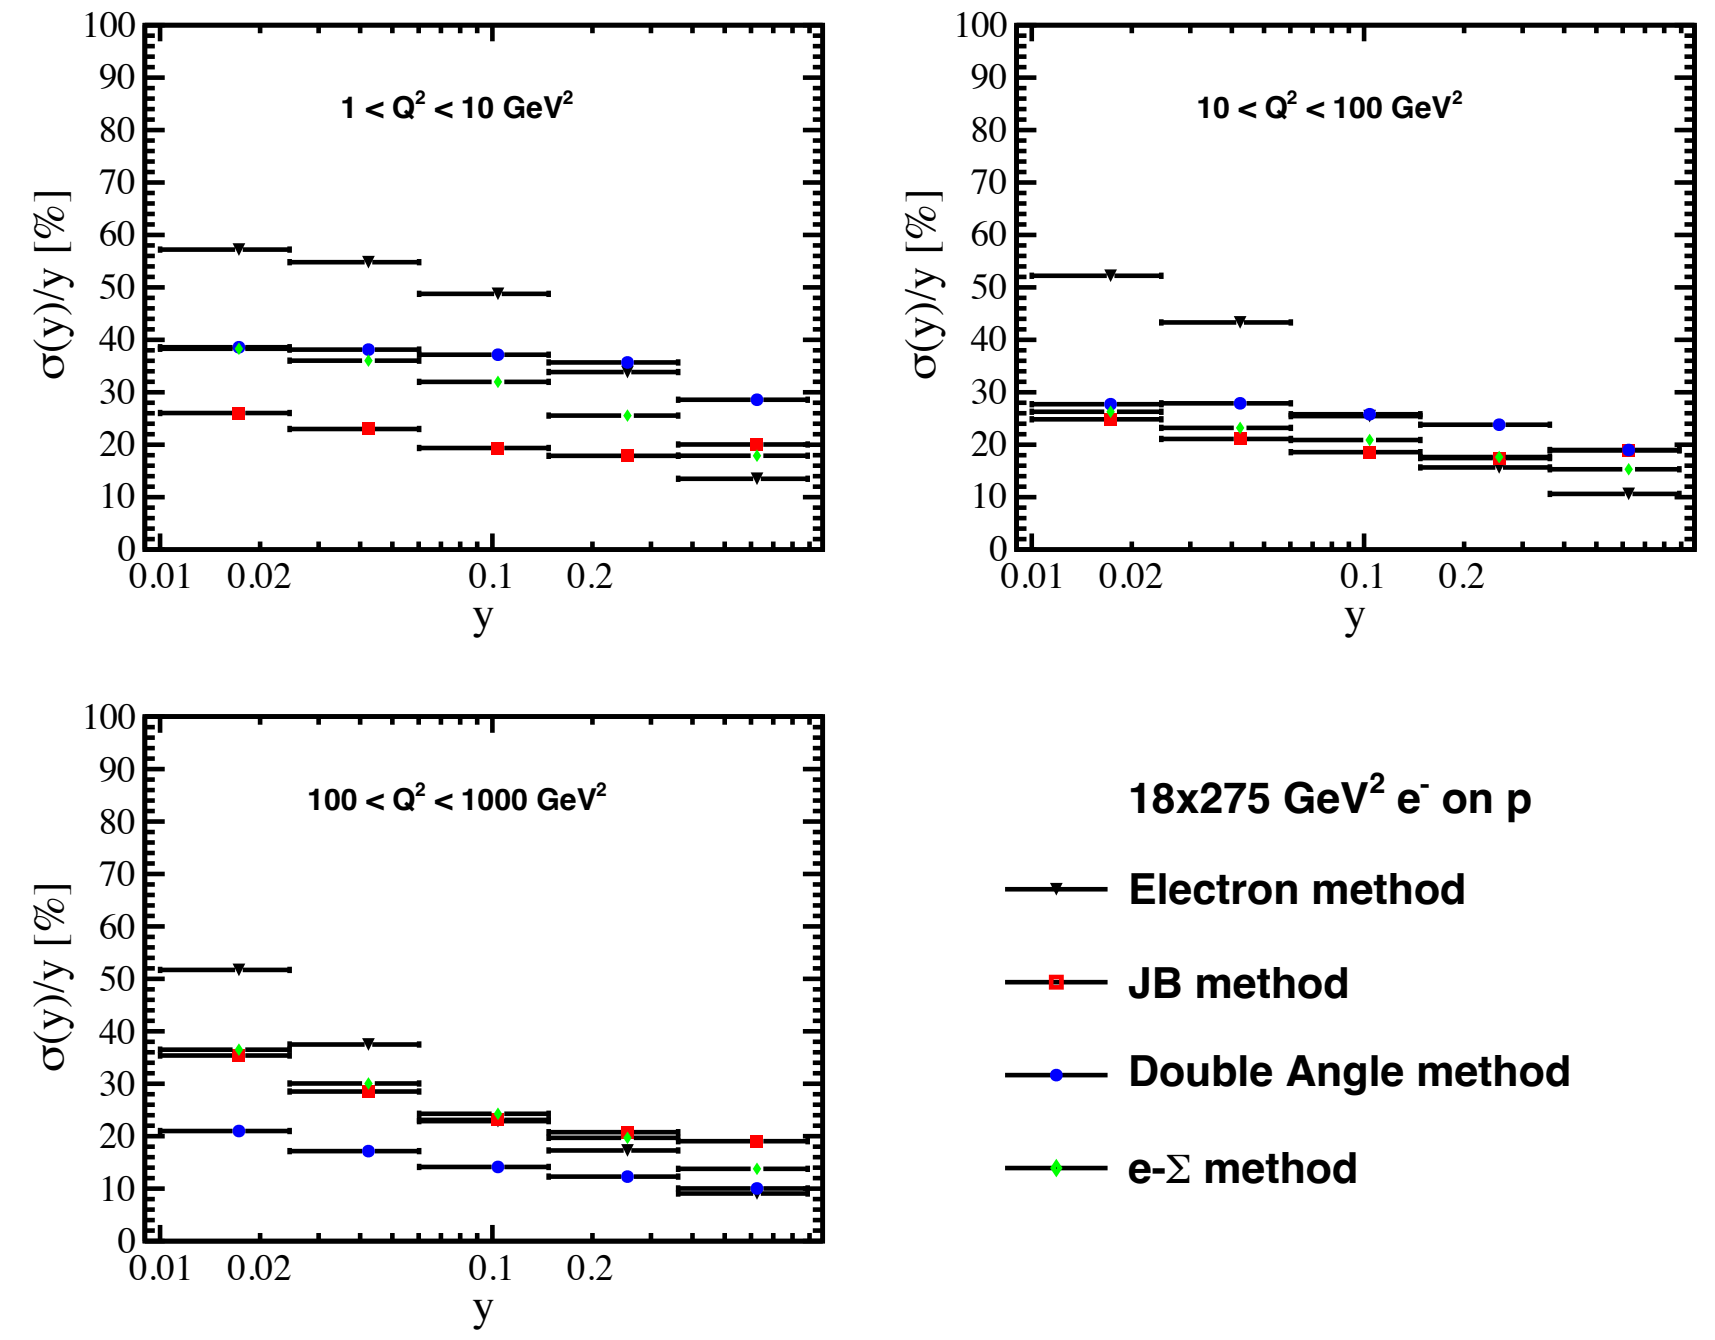 100
90
80
70
60
50
40
30
20
10
0
1 < Q² < 10 GeV²
σ(y)/y [%]
0.01 0.02 0.1 0.2
y
100
90
80
70
60
50
40
30
20
10
0
10 < Q² < 100 GeV²
σ(y)/y [%]
0.01 0.02 0.1 0.2
y
100
90
80
70
60
50
40
30
20
10
0
100 < Q² < 1000 GeV²
σ(y)/y [%]
0.01 0.02 0.1 0.2
y
18x275 GeV² e⁻ on p
Electron method
JB method
Double Angle method
e-Σ method